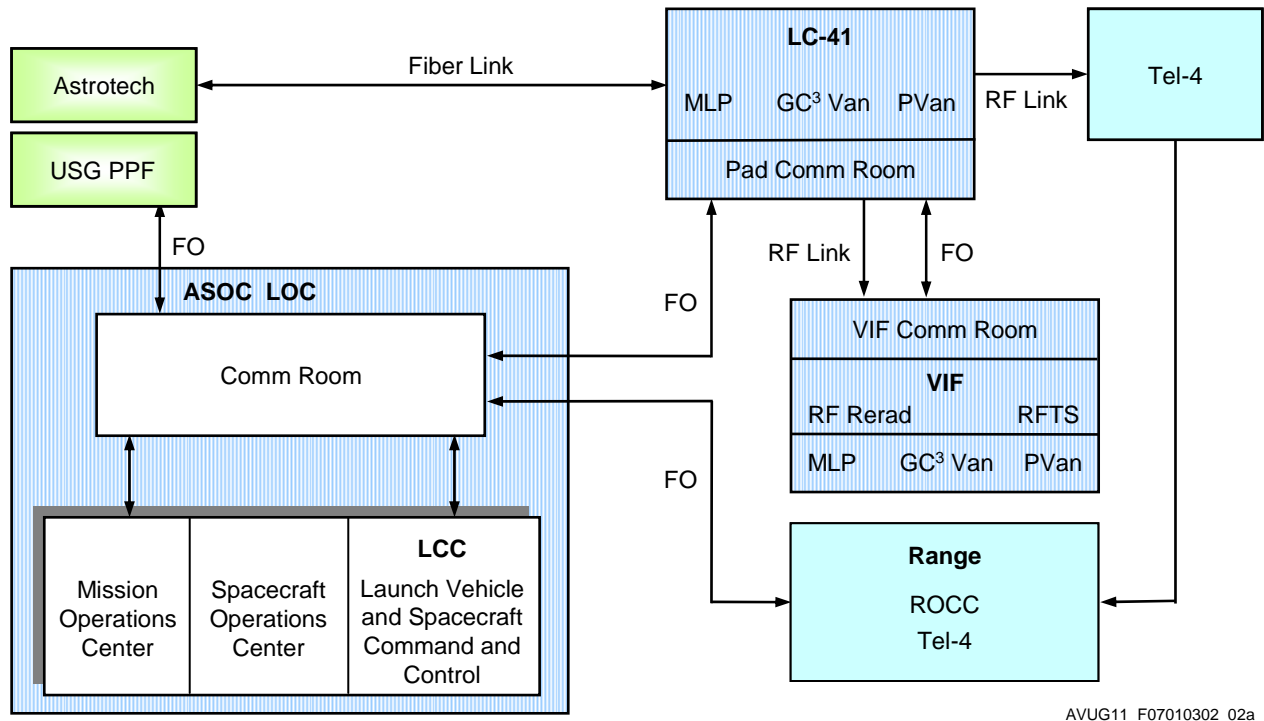 LC-41
Fiber Link
Astrotech
Tel-4
MLP GC³ Van PVan
RF Link
USG PPF
Pad Comm Room
FO
RF Link
FO
ASOC LOC
FO
VIF Comm Room
Comm Room
VIF
RF Rerad RFTS
MLP GC³ Van PVan
FO
LCC
Mission
Operations
Center
Spacecraft
Operations
Center
Launch Vehicle
and Spacecraft
Command and
Control
Range
ROCC
Tel-4
AVUG11_F07010302_02a